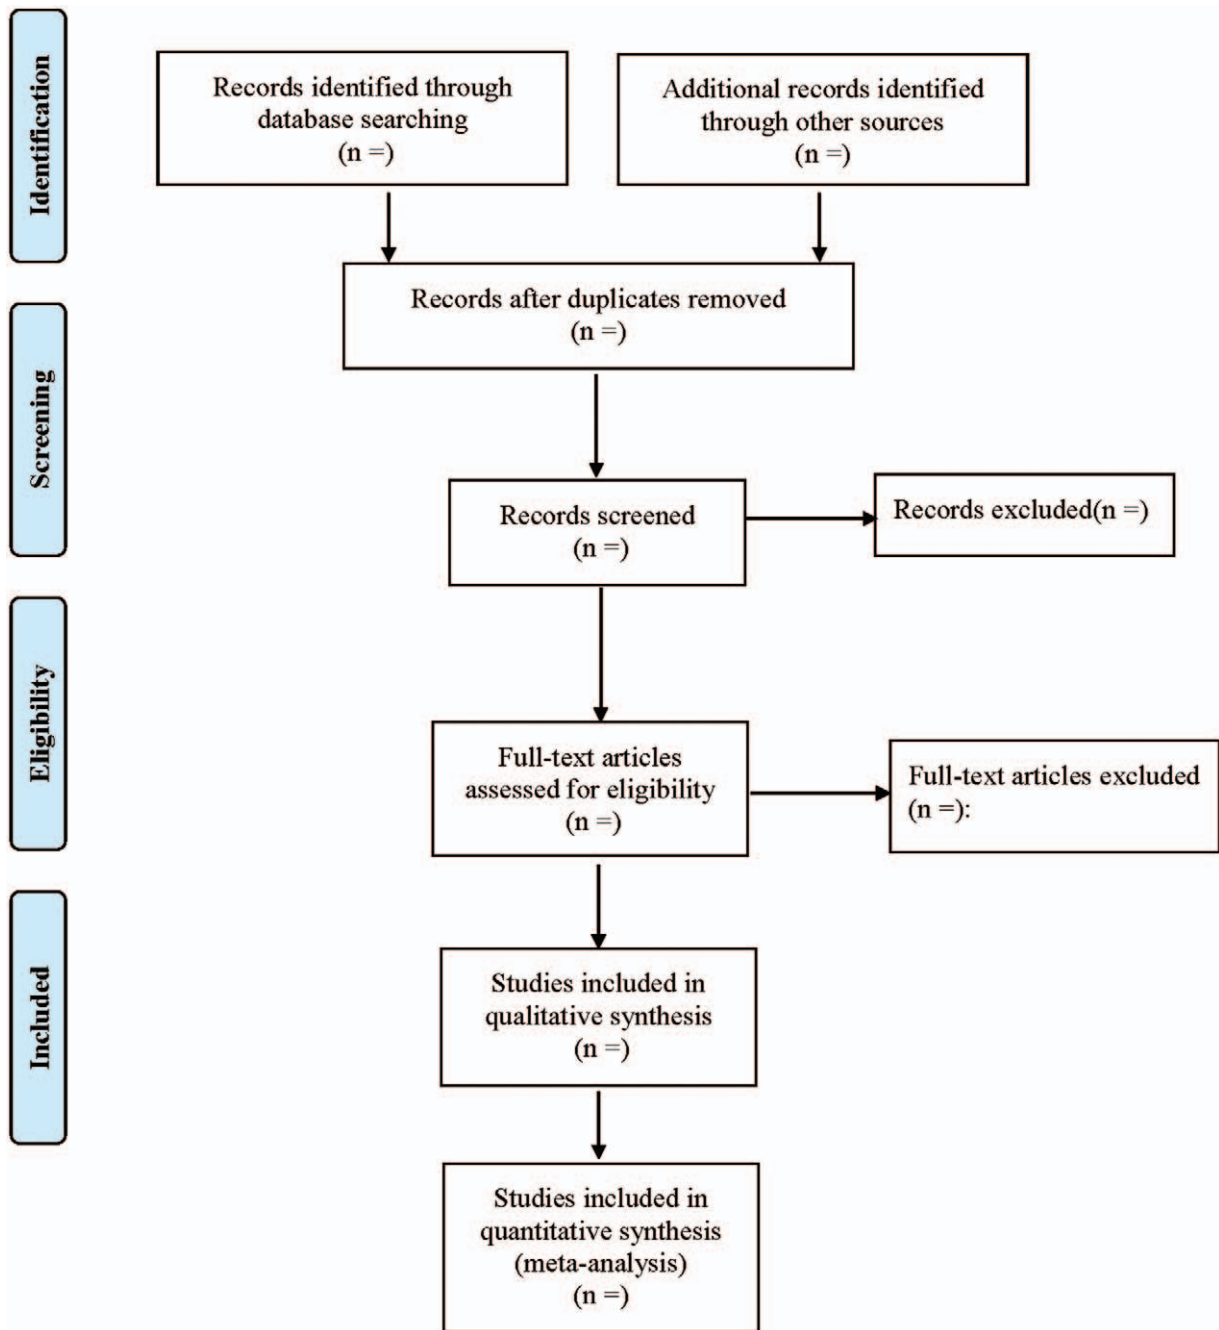 Identification
Records identified through
database searching
(n =)
Additional records identified
through other sources
(n =)
Records after duplicates removed
(n =)
Screening
Records screened
(n =)
Records excluded(n =)
Eligibility
Full-text articles
assessed for eligibility
(n =)
Full-text articles excluded
(n =):
Included
Studies included in
qualitative synthesis
(n =)
Studies included in
quantitative synthesis
(meta-analysis)
(n =)